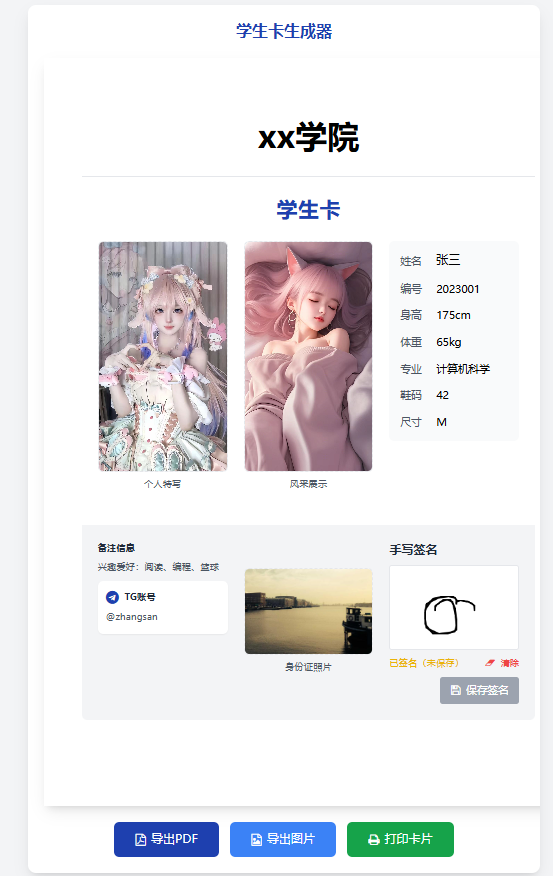 学生卡生成器
xx学院
学生卡
姓名 张三
编号 2023001
身高 175cm
体重 65kg
专业 计算机科学
鞋码 42
尺寸 M
个人特写
风采展示
备注信息
兴趣爱好：阅读、编程、篮球
TG账号
@zhangsan
身份证照片
手写签名
已签名（未保存）
清除
保存签名
导出PDF
导出图片
打印卡片